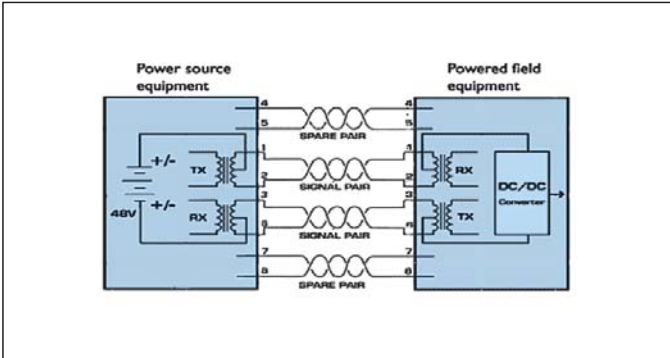 Power source equipment
Powered field equipment
4 4
SPARE PAIR
5 5
1 1
TX RX
SIGNAL PAIR
2 2
+/-
DC/DC Converter
3 3
+/-
48V
RX TX
SIGNAL PAIR
6 6
7 7
SPARE PAIR
8 8